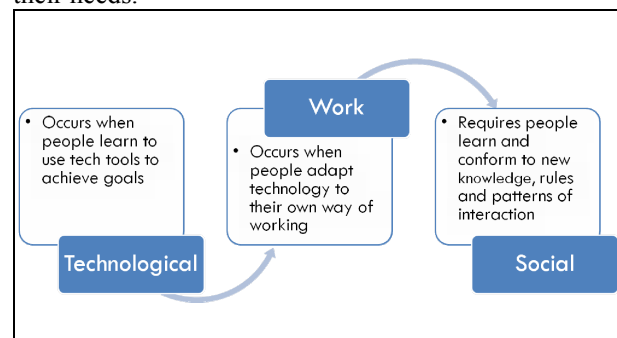 their needs.
• Occurs when
people learn to
use tech tools to
achieve goals
Technological
Work
• Occurs when
people adapt
technology to
their own way of
working
• Requires people
learn and
conform to new
knowledge, rules
and patterns of
interaction
Social